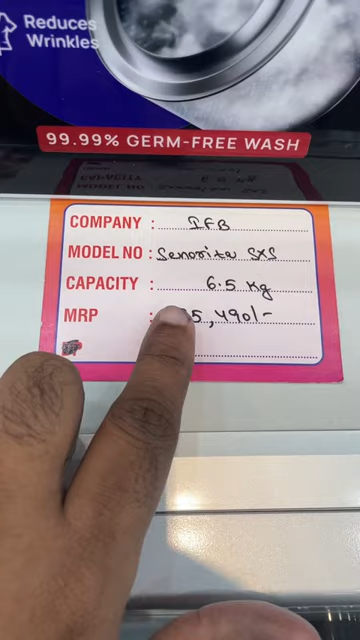 Reduces
Wrinkles
99.99% GERM-FREE WASH
COMPANY : IFB
MODEL NO : Senorita SXS
CAPACITY : 6.5 Kg
MRP : 5,490/-